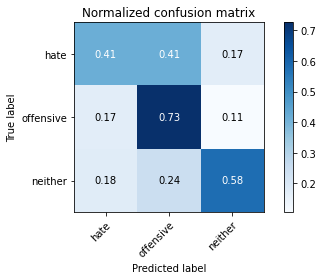 Normalized confusion matrix
True label
hate
offensive
neither
0.41 0.41 0.17
0.17 0.73 0.11
0.18 0.24 0.58
hate
offensive
neither
Predicted label
0.7
0.6
0.5
0.4
0.3
0.2